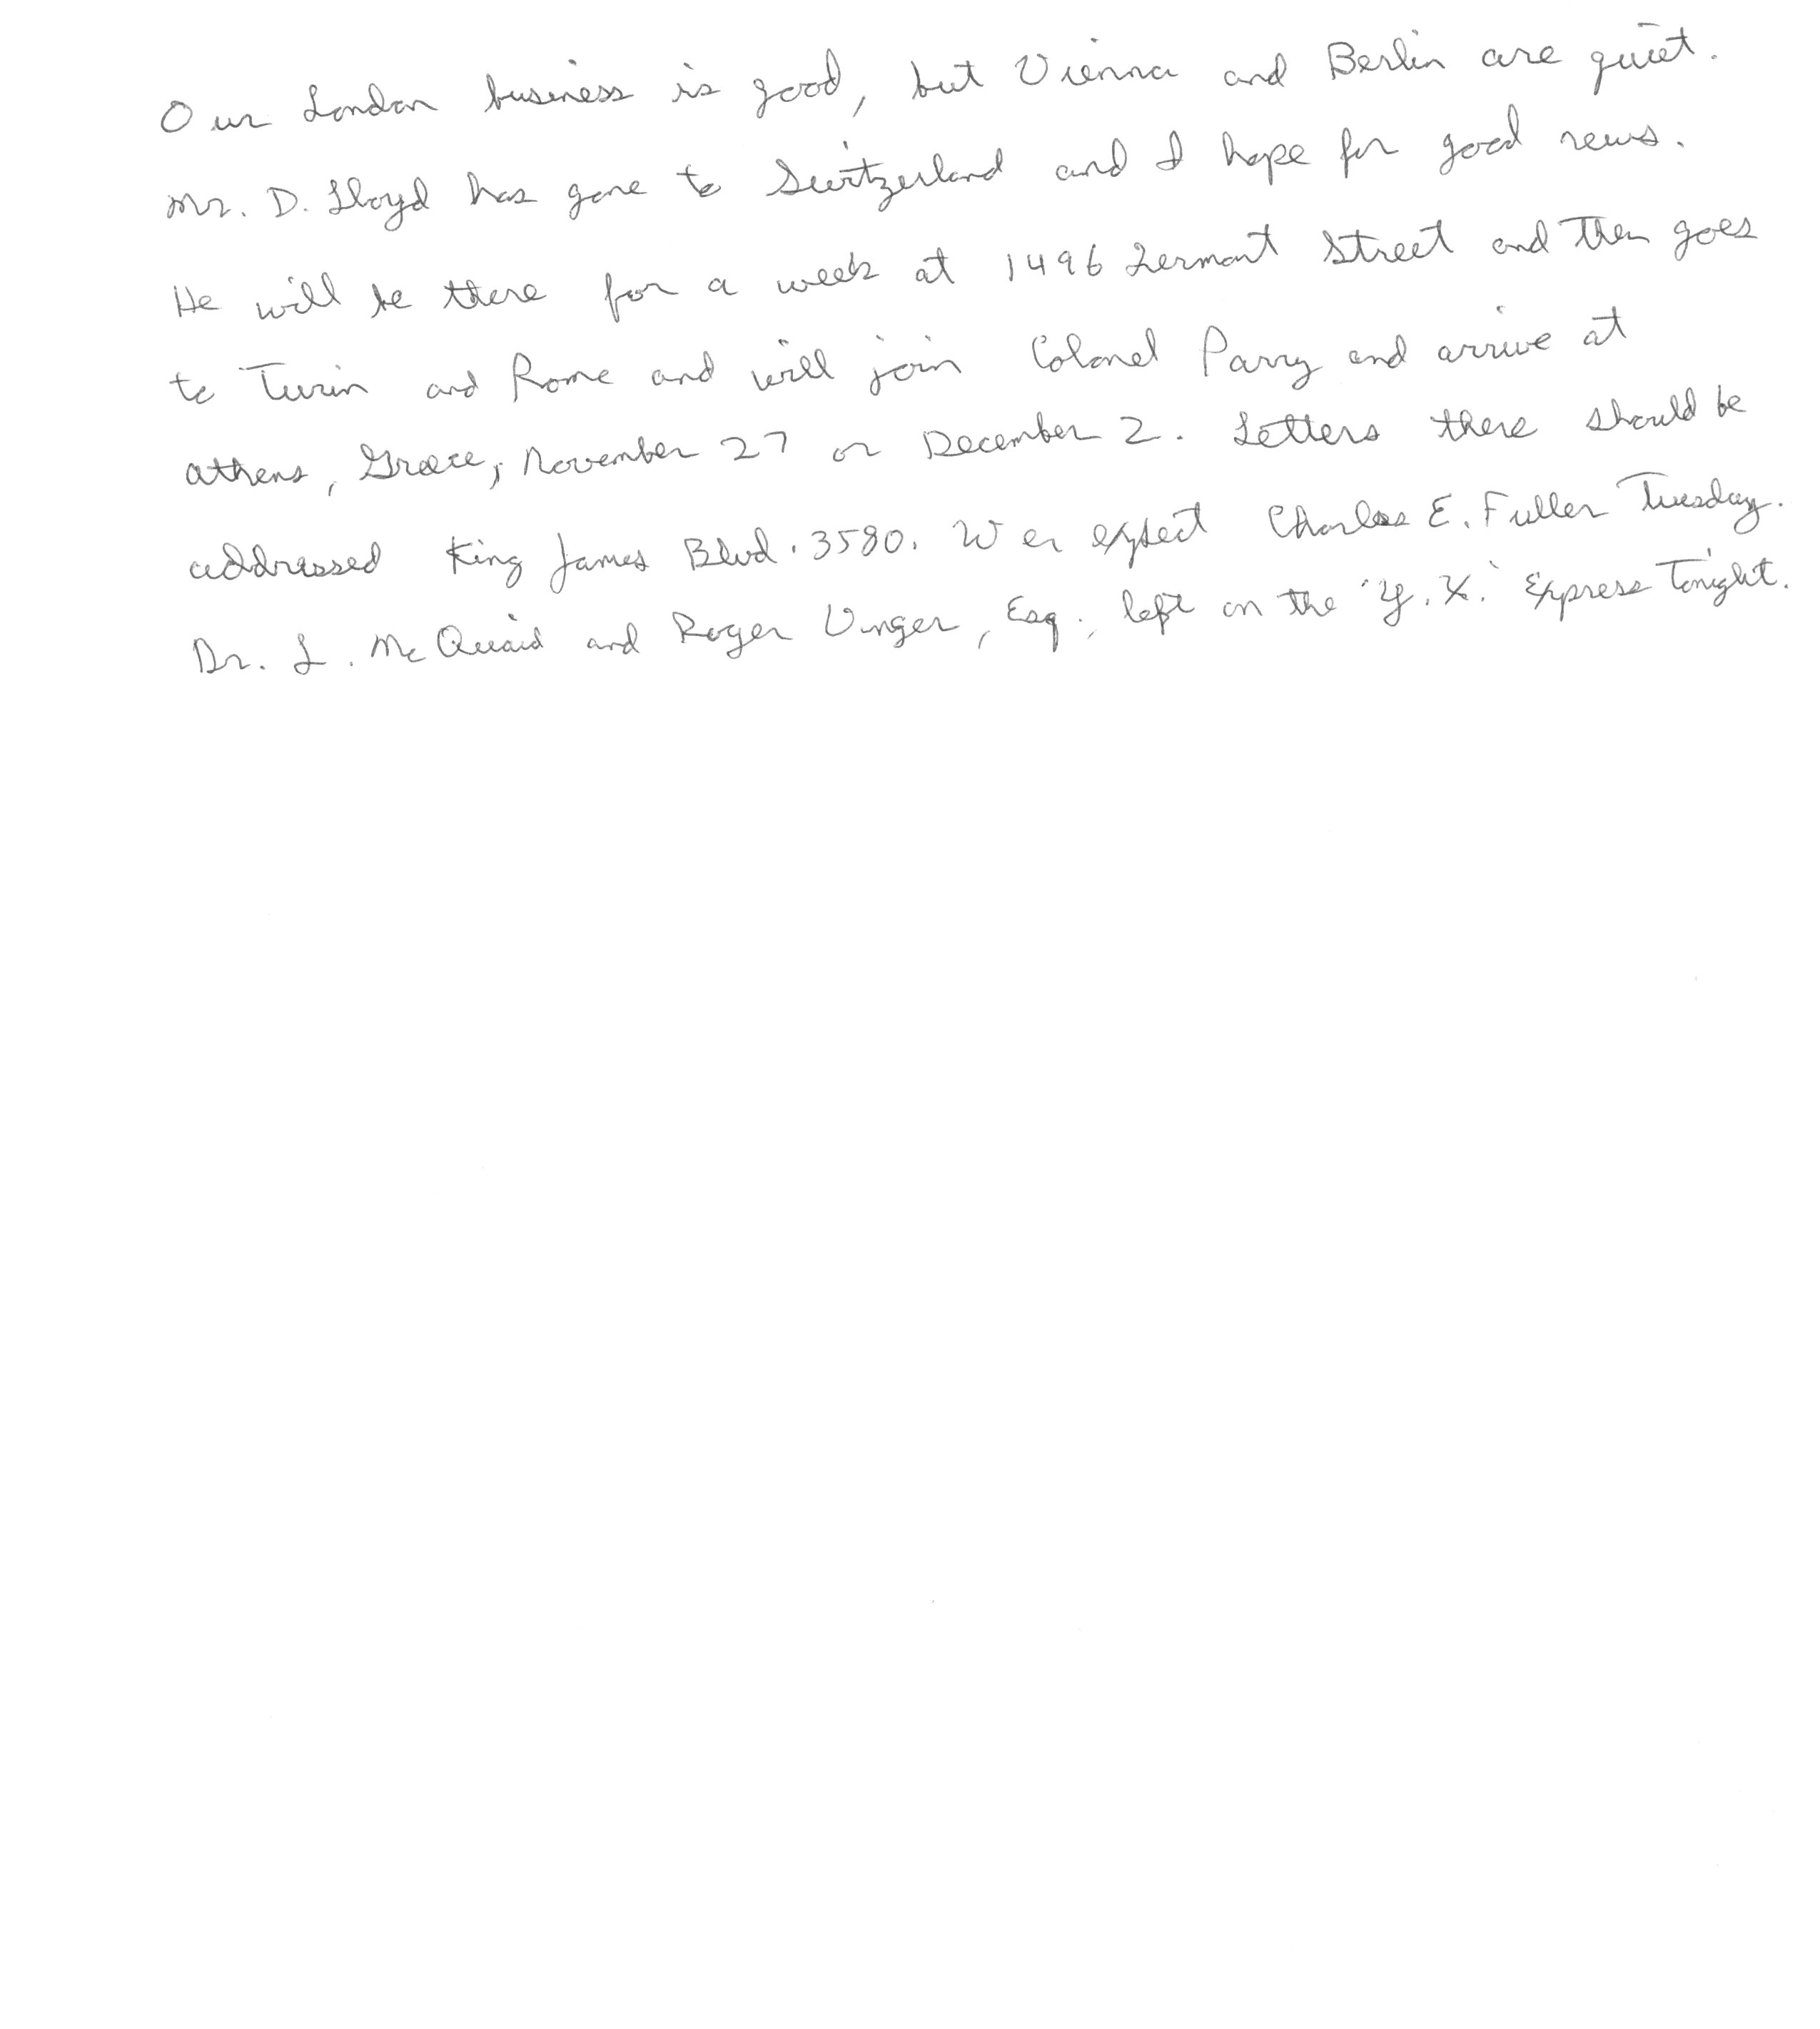 Our London business is good, but Vienna and Berlin are quiet.
Mr. D. Lloyd has gone to Switzerland and I hope for good news.
He will be there for a week at 1496 Zermont Street and then goes
to Turin and Rome and will join Colonel Parry and arrive at
Athens, Greece, November 27 or December 2. Letters there should be
addressed King James Blvd. 3580. We expect Charles E. Fuller Tuesday.
Dr. L. McQuaid and Roger Unger, Esq., left on the 'Y.X.' Express Tonight.